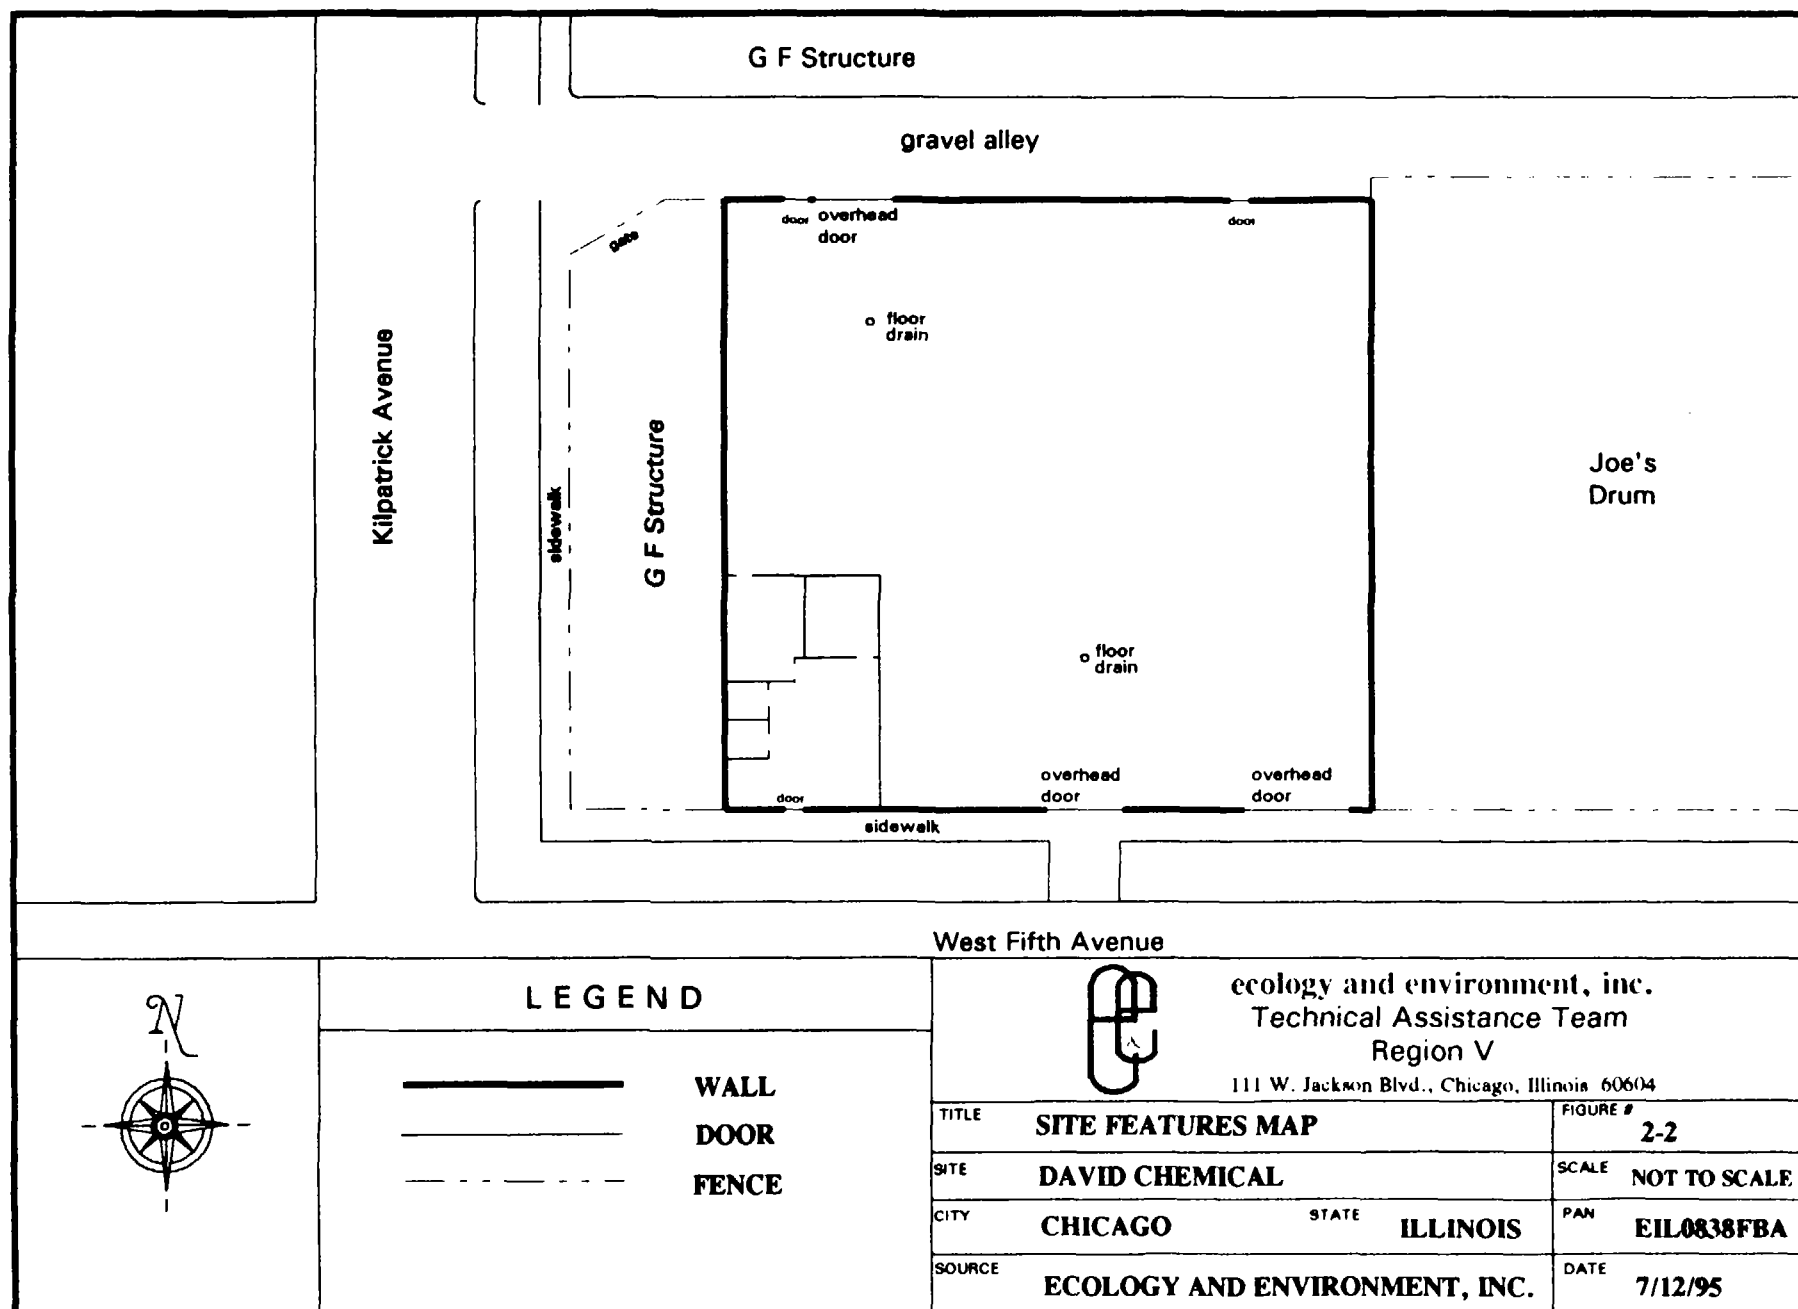 G F Structure
gravel alley
door
overhead
door
door
gate
floor
drain
Kilpatrick Avenue
sidewalk
G F Structure
Joe's
Drum
floor
drain
door
overhead
door
overhead
door
sidewalk
West Fifth Avenue
N
LEGEND
WALL
DOOR
FENCE
ecology and environment, inc.
Technical Assistance Team
Region V
111 W. Jackson Blvd., Chicago, Illinois 60604
TITLE SITE FEATURES MAP
FIGURE # 2-2
SITE DAVID CHEMICAL
SCALE NOT TO SCALE
CITY CHICAGO STATE ILLINOIS
PAN EIL0838FBA
SOURCE ECOLOGY AND ENVIRONMENT, INC.
DATE 7/12/95